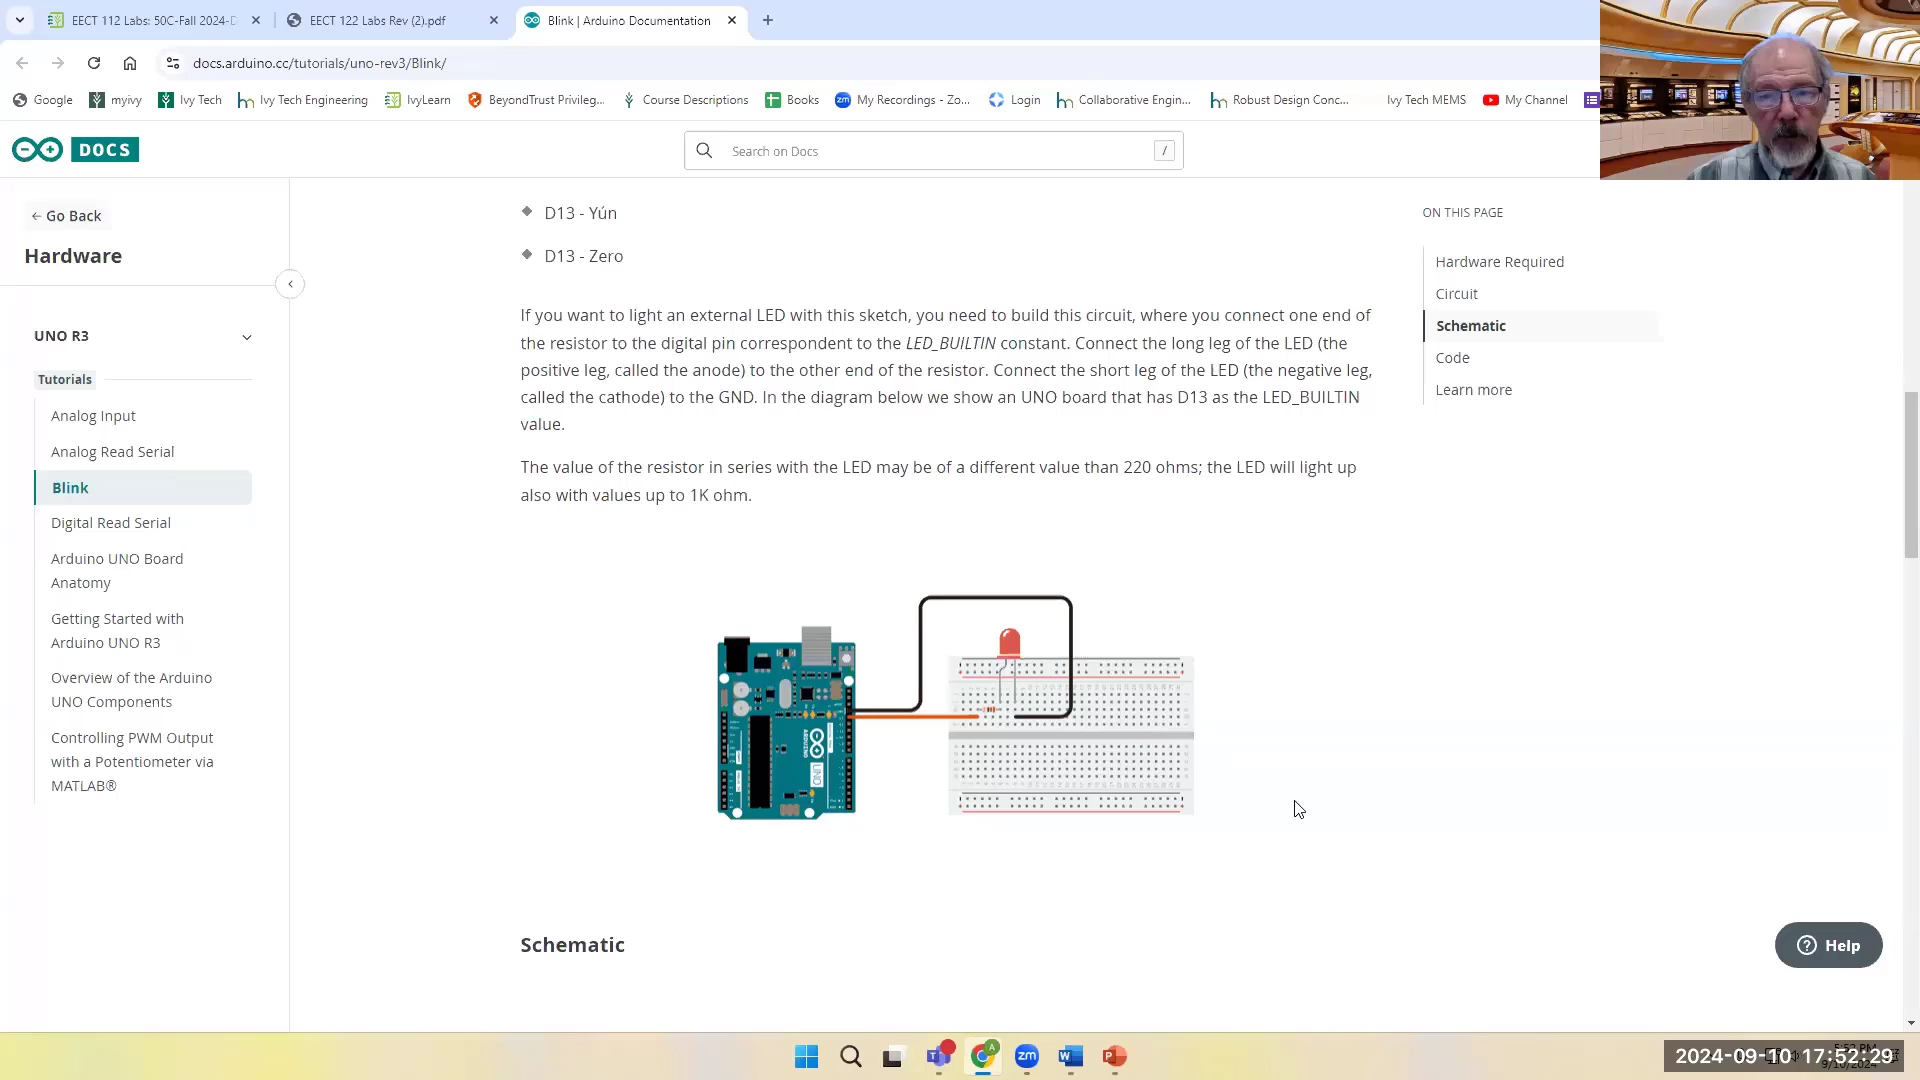 EECT 112 Labs: 50C-Fall 2024-D
EECT 122 Labs Rev (2).pdf
Blink | Arduino Documentation
docs.arduino.cc/tutorials/uno-rev3/Blink/
Google
myivy
Ivy Tech
Ivy Tech Engineering
IvyLearn
BeyondTrust Privileg...
Course Descriptions
Books
My Recordings - Zo...
Login
Collaborative Engin...
Robust Design Conc...
Ivy Tech MEMS
My Channel
DOCS
Search on Docs
/
← Go Back
Hardware
UNO R3
Tutorials
Analog Input
Analog Read Serial
Blink
Digital Read Serial
Arduino UNO Board
Anatomy
Getting Started with
Arduino UNO R3
Overview of the Arduino
UNO Components
Controlling PWM Output
with a Potentiometer via
MATLAB®
D13 - Yún
D13 - Zero
If you want to light an external LED with this sketch, you need to build this circuit, where you connect one end of
the resistor to the digital pin correspondent to the LED_BUILTIN constant. Connect the long leg of the LED (the
positive leg, called the anode) to the other end of the resistor. Connect the short leg of the LED (the negative leg,
called the cathode) to the GND. In the diagram below we show an UNO board that has D13 as the LED_BUILTIN
value.
The value of the resistor in series with the LED may be of a different value than 220 ohms; the LED will light up
also with values up to 1K ohm.
ARDUINO
UNO
Schematic
ON THIS PAGE
Hardware Required
Circuit
Schematic
Code
Learn more
Help
2024-09-10 17:52:29